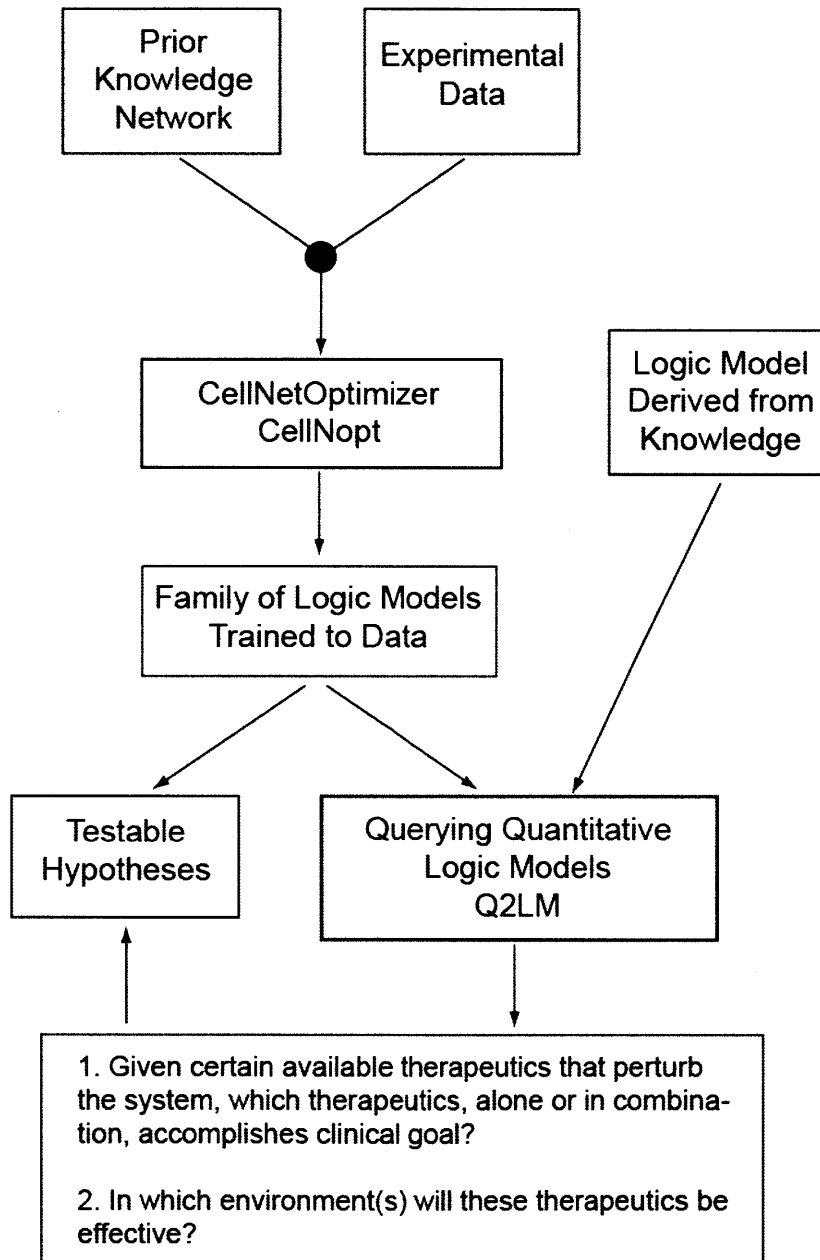 Prior
Knowledge
Network
Experimental
Data
CellNetOptimizer
CellNopt
Logic Model
Derived from
Knowledge
Family of Logic Models
Trained to Data
Testable
Hypotheses
Querying Quantitative
Logic Models
Q2LM
1. Given certain available therapeutics that perturb
the system, which therapeutics, alone or in combina-
tion, accomplishes clinical goal?
2. In which environment(s) will these therapeutics be
effective?